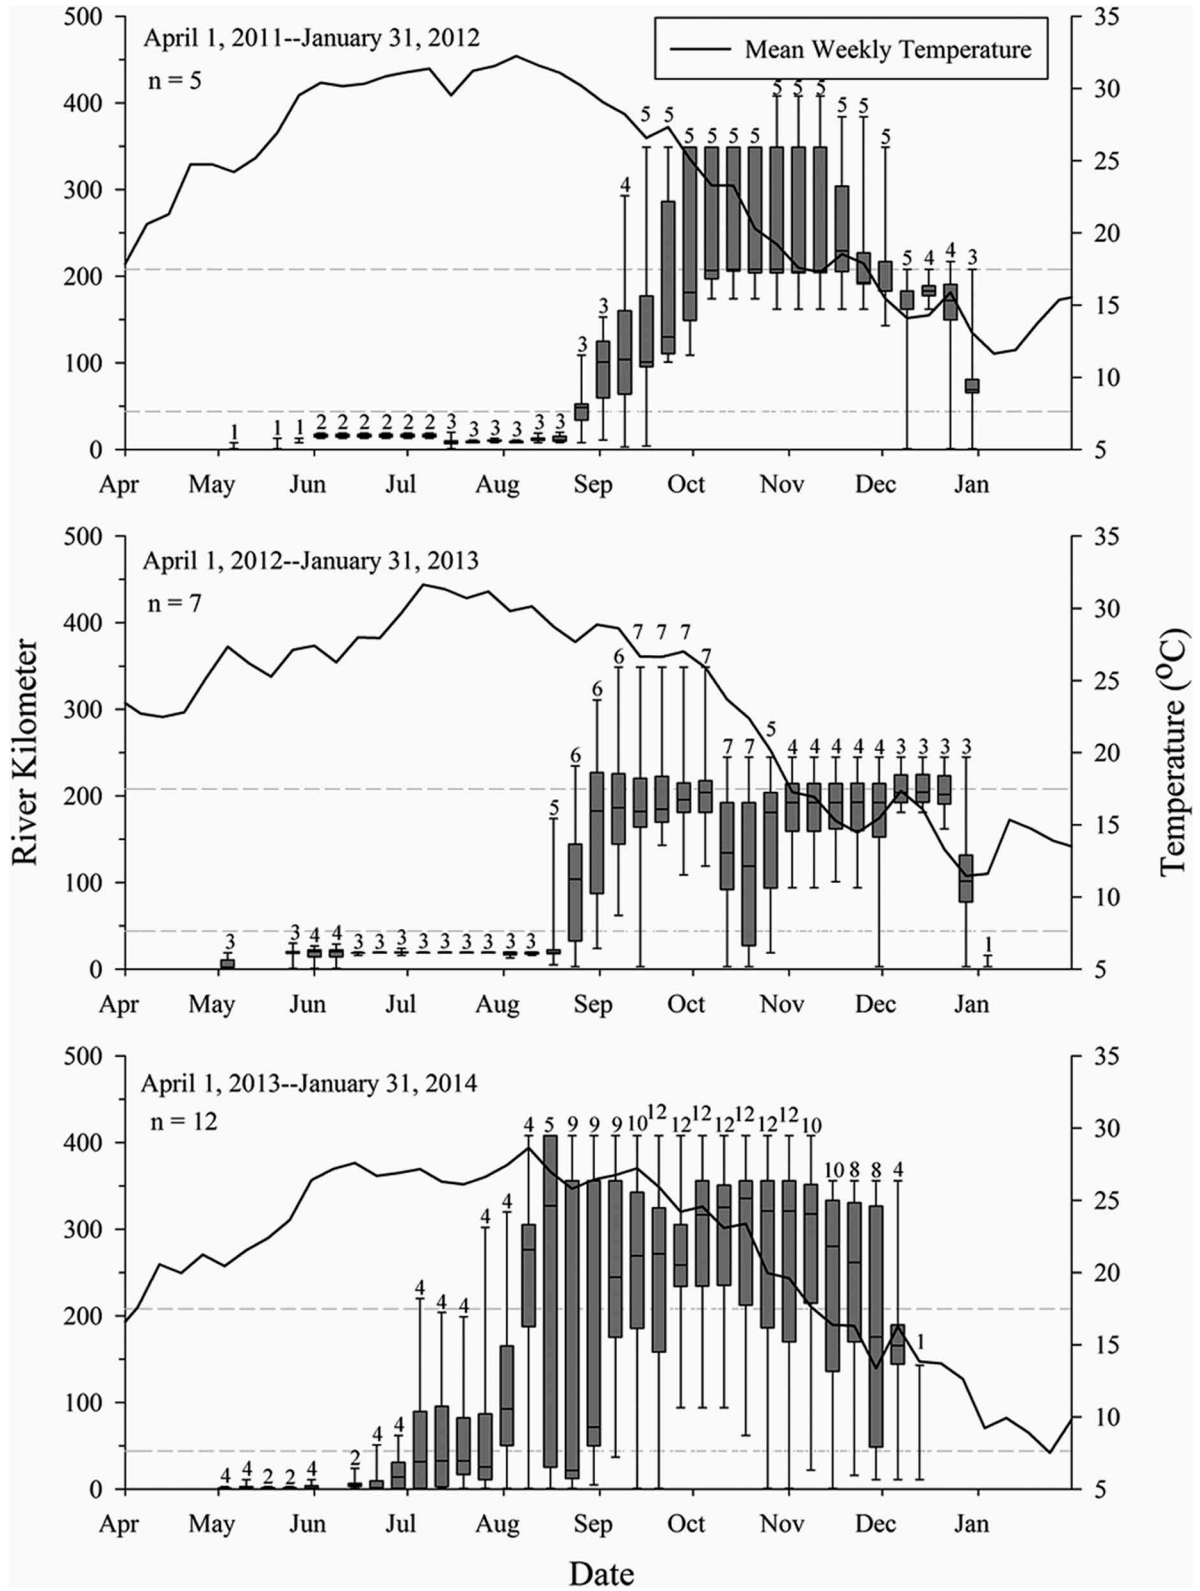 500
35
April 1, 2011--January 31, 2012
Mean Weekly Temperature
n = 5
400
30
5 5 5 5 5
5 5 5 5 5 5 5
25
300
4
20
200
5 4 4 3
15
3
3
100
10
1 1 1 2 2 2 2 2 2 3 3 3 3 3 3
0
5
Apr May Jun Jul Aug Sep Oct Nov Dec Jan
500
35
April 1, 2012--January 31, 2013
n = 7
400
30
7 7 7
6 7
25
300
6
6 7 7 5 4 4 4 4 4 3 3 3 3
20
200
5
15
100
10
3 3 4 4 3 3 3 3 3 3 3 3 3 1
0
5
Apr May Jun Jul Aug Sep Oct Nov Dec Jan
River Kilometer
Temperature (°C)
500
35
April 1, 2013--January 31, 2014
n = 12
4 5 9 9 9 10 12 12 12 12 12 12 12 10
400
30
10 8 8 4
300
25
4 4
4 4 4
20
200
1
15
100
4 4
10
4 4 2 2 4 2
0
5
Apr May Jun Jul Aug Sep Oct Nov Dec Jan
Date